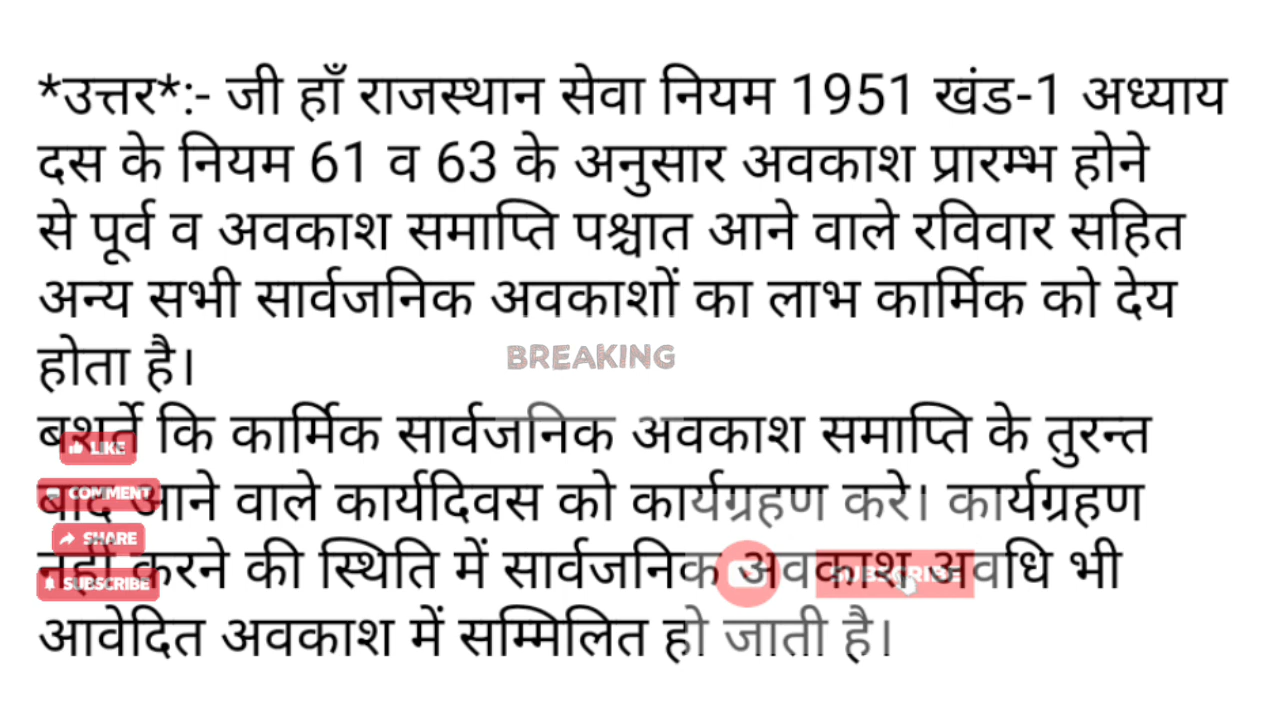 *उत्तर*:- जी हाँ राजस्थान सेवा नियम 1951 खंड-1 अध्याय
दस के नियम 61 व 63 के अनुसार अवकाश प्रारम्भ होने
से पूर्व व अवकाश समाप्ति पश्चात आने वाले रविवार सहित
अन्य सभी सार्वजनिक अवकाशों का लाभ कार्मिक को देय
होता है।
BREAKING
बशर्ते कि कार्मिक सार्वजनिक अवकाश समाप्ति के तुरन्त
LIKE
बाद आने वाले कार्यदिवस को कार्यग्रहण करे। कार्यग्रहण
COMMENT
SHARE
नही करने की स्थिति में सार्वजनिक अवकाश अवधि भी
SUBSCRIBE
SUBSCRIBE
आवेदित अवकाश में सम्मिलित हो जाती है।